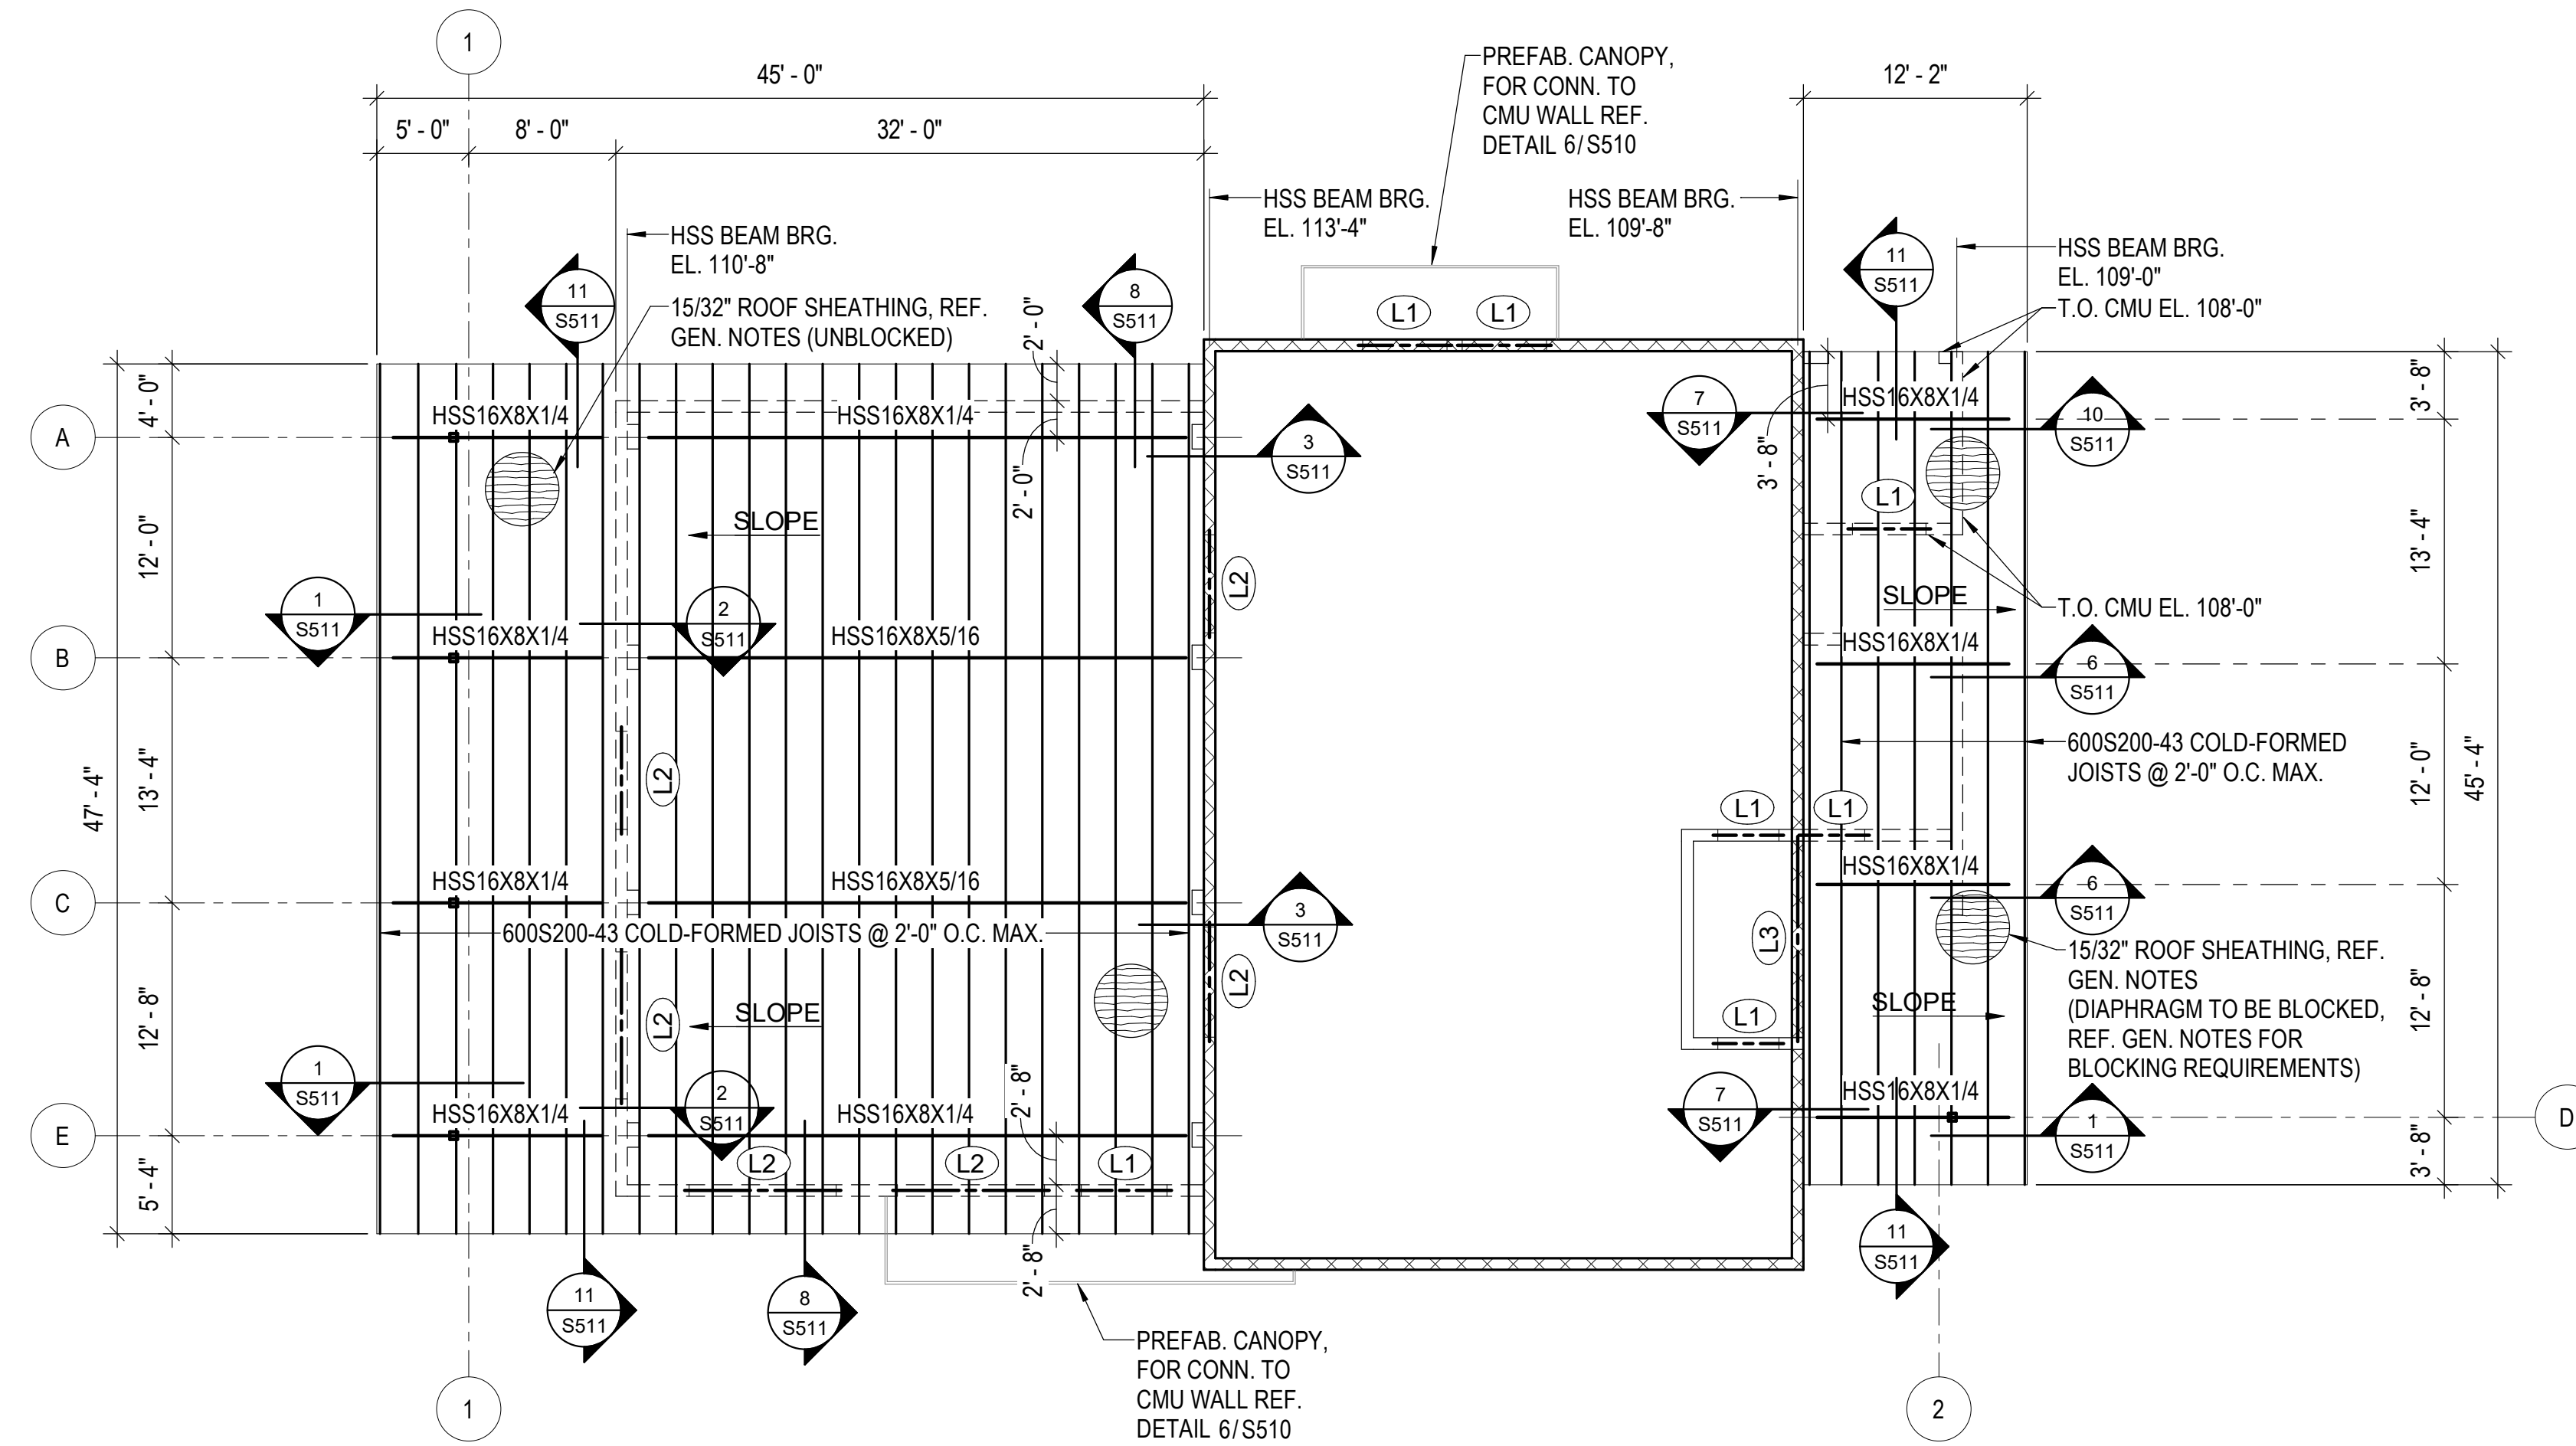 1
45' - 0"
5' - 0"
8' - 0"
32' - 0"
12' - 2"
PREFAB. CANOPY,
FOR CONN. TO
CMU WALL REF.
DETAIL 6/S510
HSS BEAM BRG.
EL. 113'-4"
HSS BEAM BRG.
EL. 109'-8"
HSS BEAM BRG.
EL. 110'-8"
15/32" ROOF SHEATHING, REF.
GEN. NOTES (UNBLOCKED)
HSS BEAM BRG.
EL. 109'-0"
T.O. CMU EL. 108'-0"
11
S511
8
S511
11
S511
L1
L1
2' - 0"
2' - 0"
4' - 0"
A
HSS16X8X1/4
HSS16X8X1/4
3
S511
7
S511
HSS16X8X1/4
3' - 8"
10
S511
3' - 8"
L1
12' - 0"
SLOPE
L2
13' - 4"
SLOPE
T.O. CMU EL. 108'-0"
1
S511
2
S511
B
HSS16X8X1/4
HSS16X8X5/16
HSS16X8X1/4
6
S511
600S200-43 COLD-FORMED
JOISTS @ 2'-0" O.C. MAX.
47' - 4"
13' - 4"
L2
L1
L1
12' - 0"
45' - 4"
C
HSS16X8X1/4
HSS16X8X5/16
HSS16X8X1/4
6
S511
600S200-43 COLD-FORMED JOISTS @ 2'-0" O.C. MAX.
3
S511
L3
15/32" ROOF SHEATHING, REF.
GEN. NOTES
(DIAPHRAGM TO BE BLOCKED,
REF. GEN. NOTES FOR
BLOCKING REQUIREMENTS)
12' - 8"
L2
SLOPE
L2
L1
SLOPE
12' - 8"
1
S511
2
S511
E
HSS16X8X1/4
HSS16X8X1/4
2' - 8"
7
S511
HSS16X8X1/4
1
S511
D
L2
L2
L1
5' - 4"
2' - 8"
3' - 8"
11
S511
8
S511
11
S511
PREFAB. CANOPY,
FOR CONN. TO
CMU WALL REF.
DETAIL 6/S510
1
2